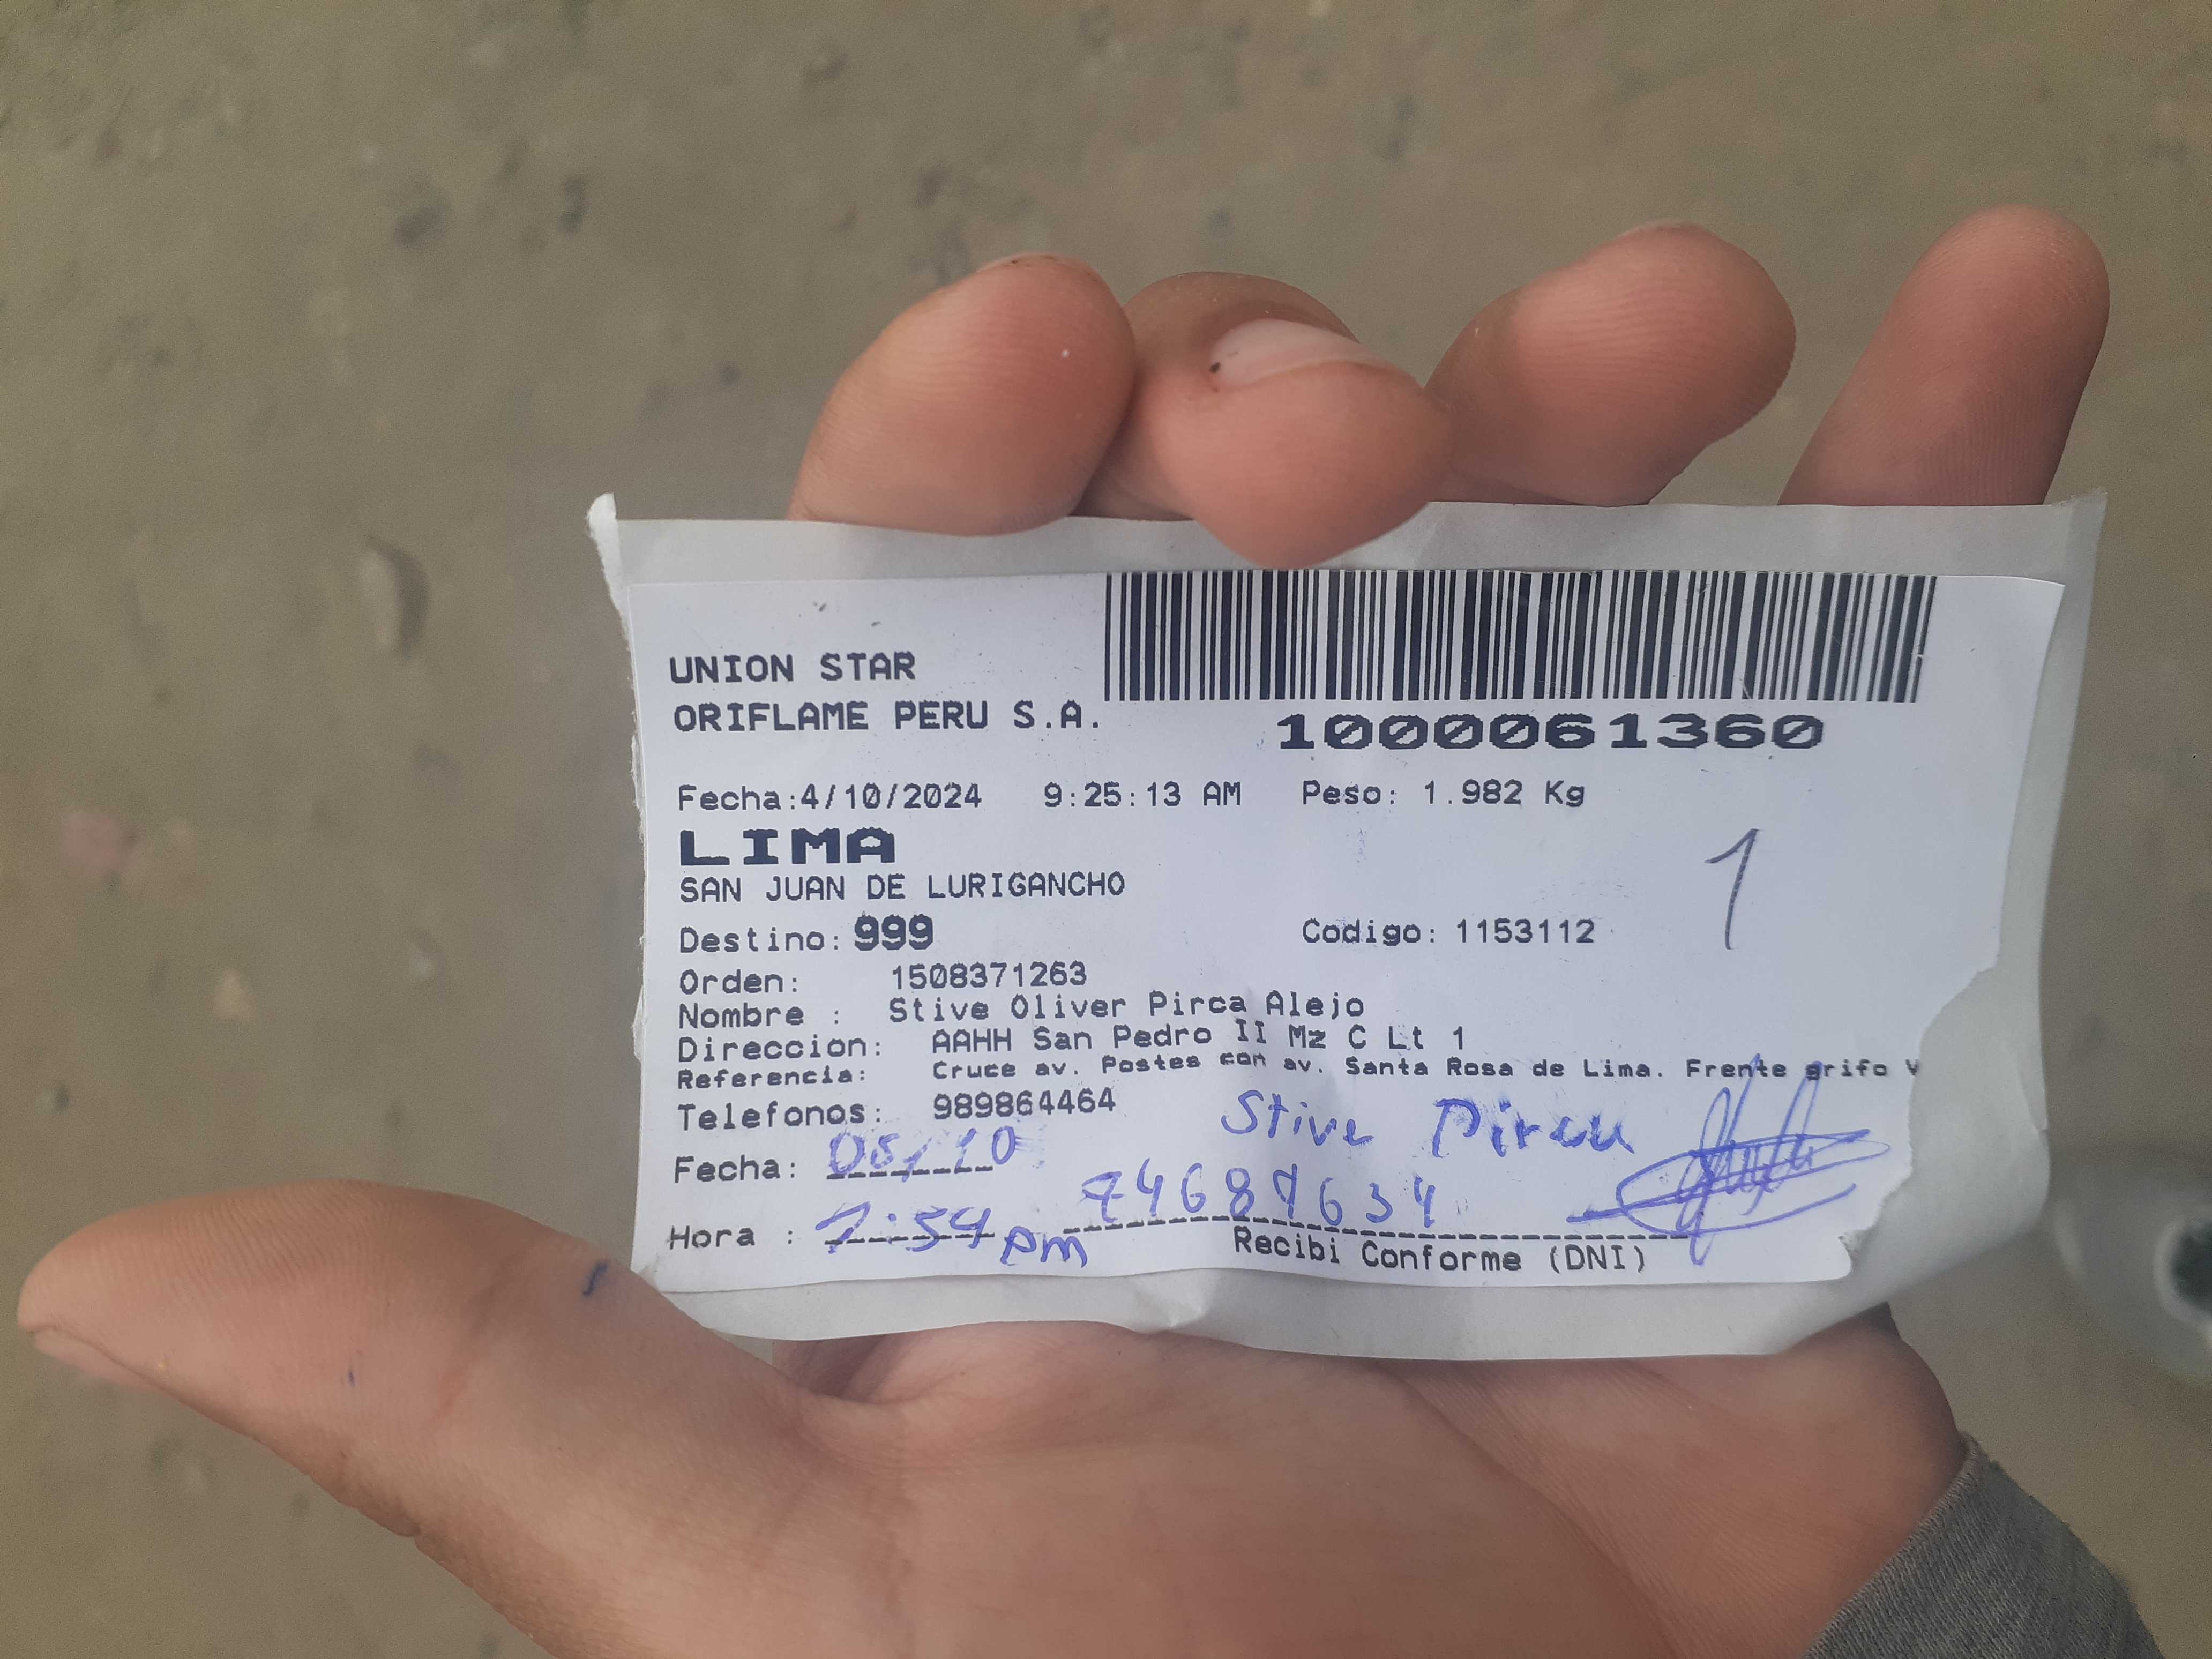 UNION STAR
ORIFLAME PERU S.A.
1000061360
Fecha:4/10/2024 9:25:13 AM Peso: 1.982 Kg
LIMA
1
SAN JUAN DE LURIGANCHO
Destino: 999 Codigo: 1153112
Orden: 1508371263
Nombre : Stive Oliver Pirca Alejo
Direccion: AAHH San Pedro II Mz C Lt 1
Referencia: Cruce av. Postes con av. Santa Rosa de Lima. Frente grifo V
Telefonos: 989864464
Stive Pirca
Fecha: 05/10
Hora : 1:54 pm
Recibi Conforme (DNI)